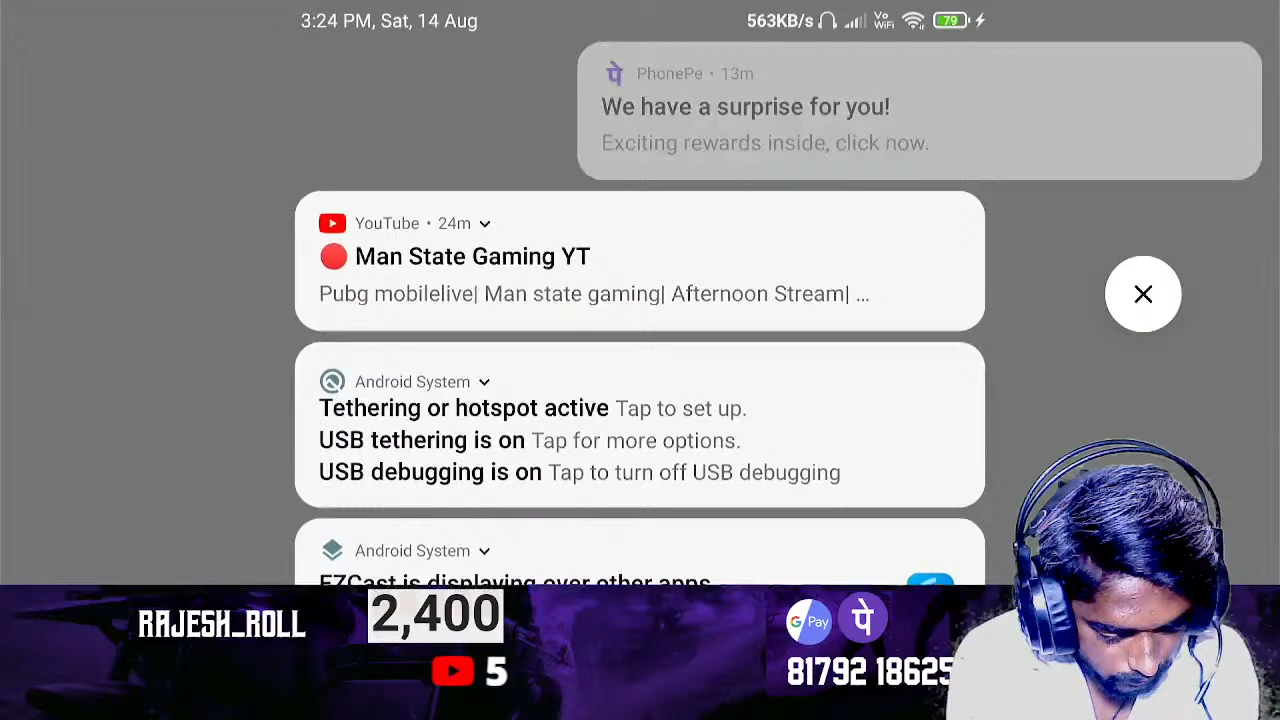 3:24 PM, Sat, 14 Aug
563KB/s Vo WiFi 79
पे PhonePe • 13m
We have a surprise for you!
Exciting rewards inside, click now.
YouTube • 24m
Man State Gaming YT
Pubg mobilelive| Man state gaming| Afternoon Stream| ...
Android System
Tethering or hotspot active Tap to set up.
USB tethering is on Tap for more options.
USB debugging is on Tap to turn off USB debugging
Android System
EZCast is displaying over other apps
RAJESH_ROLL
2,400
5
G Pay पे
81792 18625